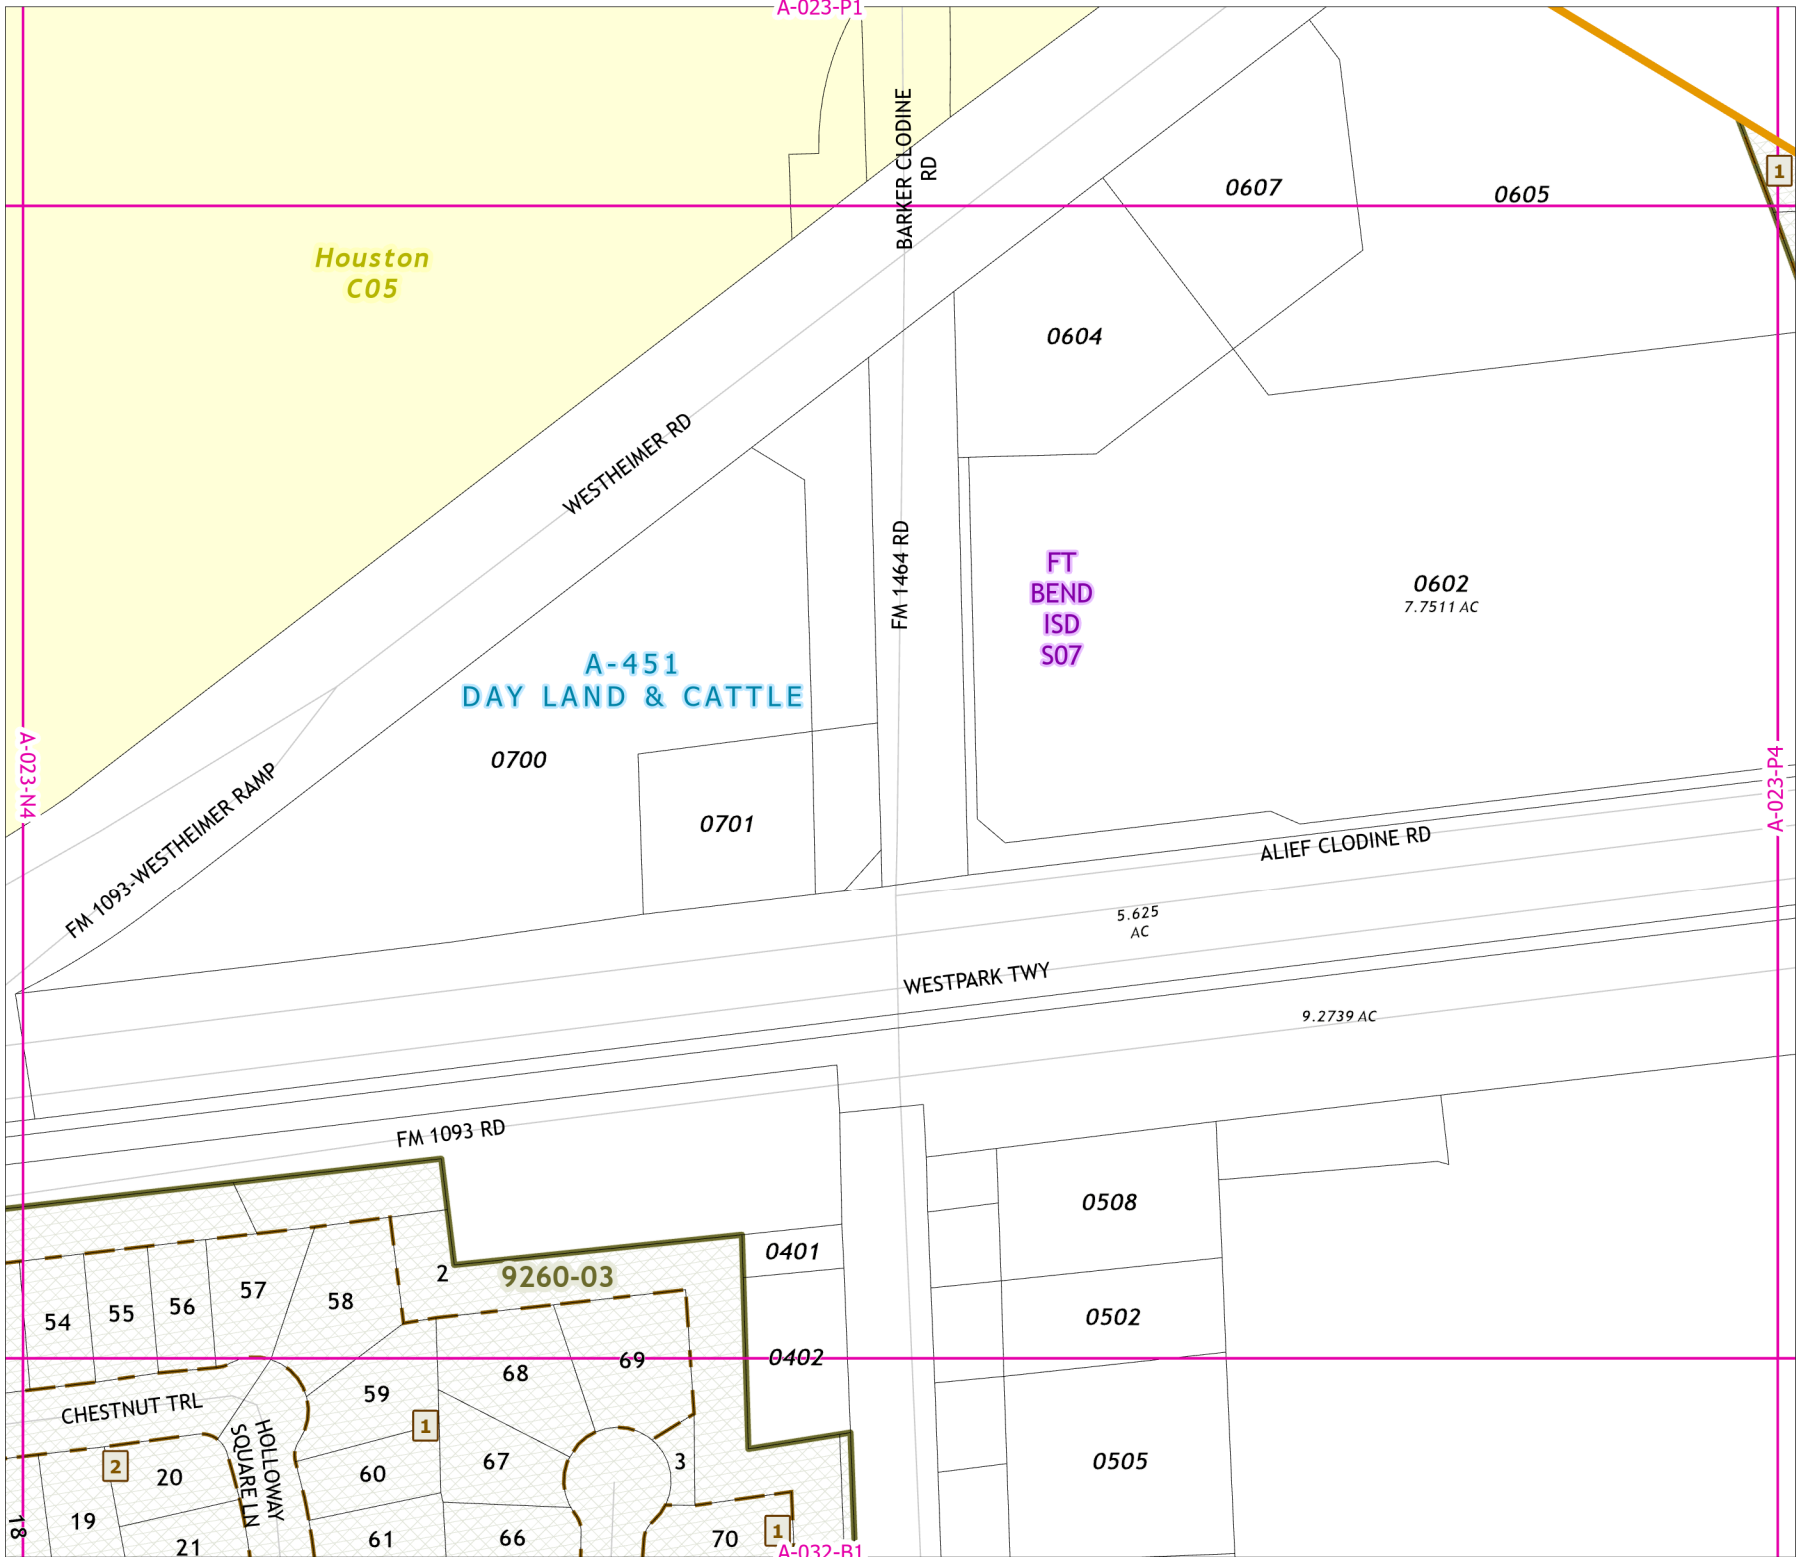 A-023-P1
BARKER CLODINE
RD
1
0607
0605
Houston
C05
0604
WESTHEIMER RD
FM 1464 RD
FT
BEND
ISD
S07
0602
7.7511 AC
A-451
DAY LAND & CATTLE
0700
A-023-N4
A-023-P4
FM 1093-WESTHEIMER RAMP
0701
ALIEF CLODINE RD
5.625
AC
WESTPARK TWY
9.2739 AC
FM 1093 RD
0508
0401
2
9260-03
57
58
56
55
54
0502
0402
69
68
59
CHESTNUT TRL
1
HOLLOWAY
SQUARE LN
2
20
60
67
3
0505
18
19
21
61
66
70
1
A-032-B1